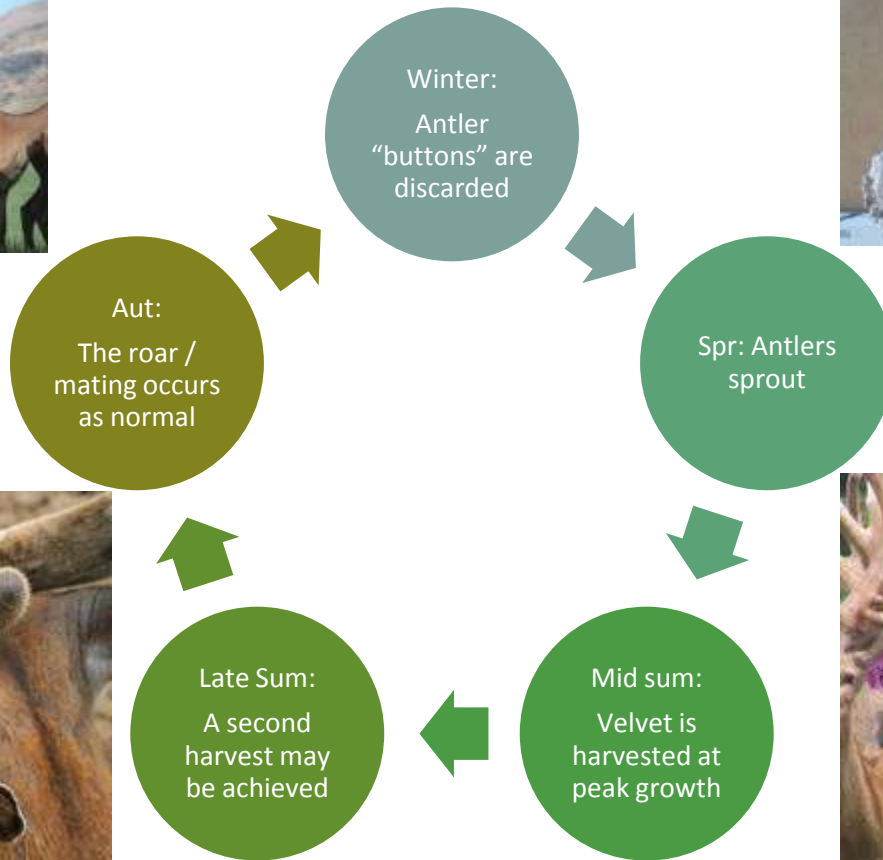 Winter:
Antler
“buttons” are
discarded
Spr: Antlers
sprout
Mid sum:
Velvet is
harvested at
peak growth
Late Sum:
A second
harvest may
be achieved
Aut:
The roar /
mating occurs
as normal